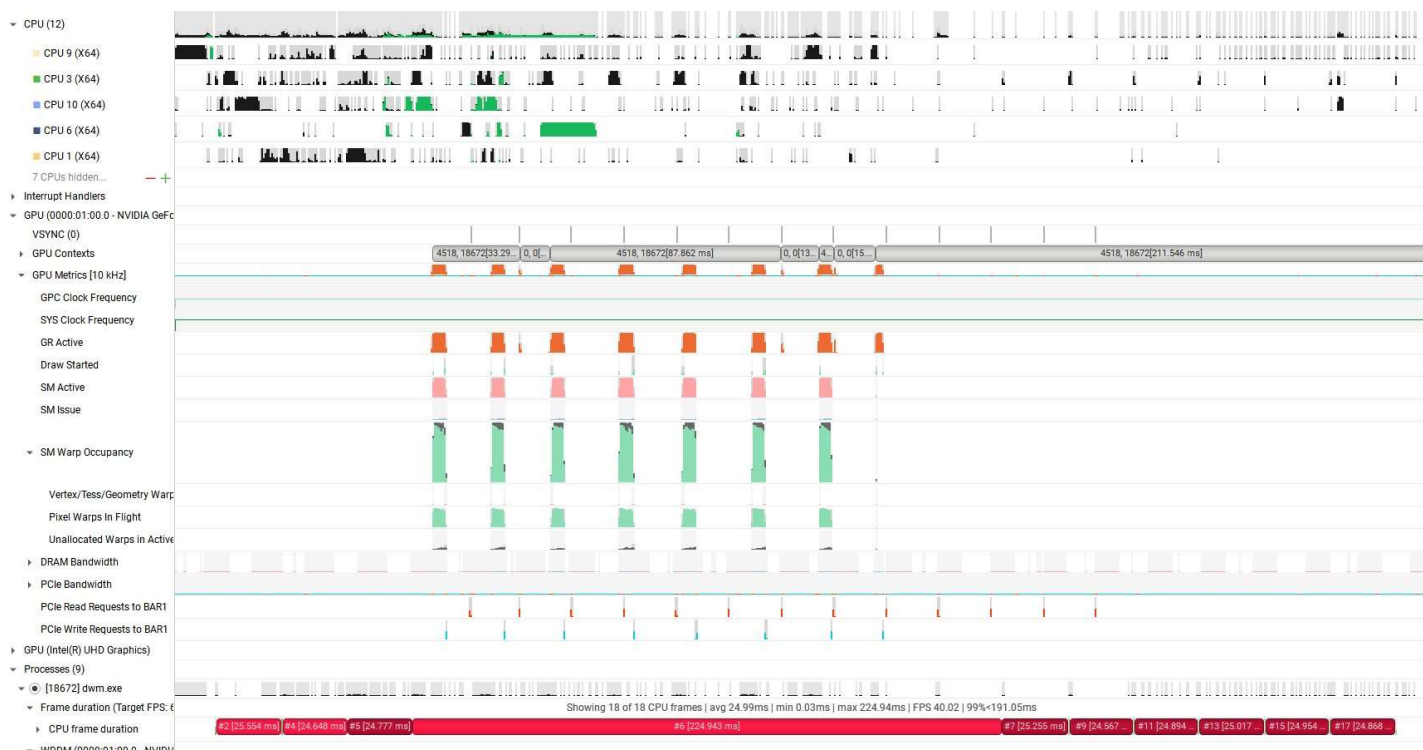 CPU (12)
CPU 9 (X64)
CPU 3 (X64)
CPU 10 (X64)
CPU 6 (X64)
CPU 1 (X64)
7 CPUs hidden...
Interrupt Handlers
GPU (0000:01:00.0 - NVIDIA GeFc
VSYNC (0)
GPU Contexts 4518, 18672[33.29... 0, 0[... 4518, 18672[87.862 ms] 0, 0[13... 4... 0, 0[15... 4518, 18672[211.546 ms]
GPU Metrics [10 kHz]
GPC Clock Frequency
SYS Clock Frequency
GR Active
Draw Started
SM Active
SM Issue
SM Warp Occupancy
Vertex/Tess/Geometry Warp
Pixel Warps In Flight
Unallocated Warps in Active
DRAM Bandwidth
PCIe Bandwidth
PCIe Read Requests to BAR1
PCIe Write Requests to BAR1
GPU (Intel(R) UHD Graphics)
Processes (9)
[18672] dwm.exe
Frame duration (Target FPS: 6 Showing 18 of 18 CPU frames | avg 24.99ms | min 0.03ms | max 224.94ms | FPS 40.02 | 99%<191.05ms
CPU frame duration #2 [25.554 ms] #4 [24.648 ms] #5 [24.777 ms] #6 [224.943 ms] #7 [25.255 ms] #9 [24.567 ... #11 [24.894 ... #13 [25.017 ... #15 [24.954 ... #17 [24.868 ...
WDDM (0000:01:00.0 - NVIDI